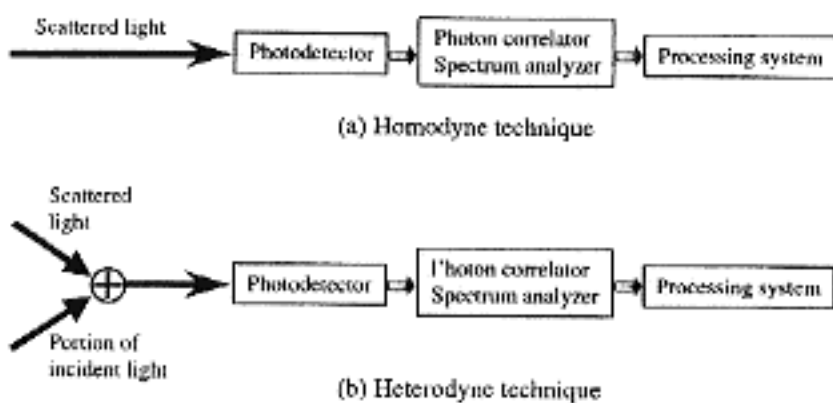 Scattered light
Photodetector
Photon correlator
Spectrum analyzer
Processing system
(a) Homodyne technique
Scattered
light
Photodetector
l'hoton correlator
Spectrum analyzer
Processing system
Portion of
incident light
(b) Heterodyne technique